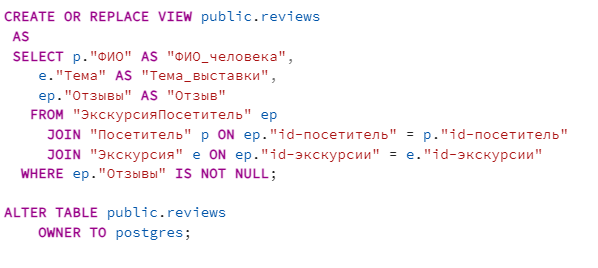 CREATE OR REPLACE VIEW public.reviews
AS
SELECT p."ФИО" AS "ФИО_человека",
e."Тема" AS "Тема_выставки",
ep."Отзывы" AS "Отзыв"
FROM "ЭкскурсияПосетитель" ep
JOIN "Посетитель" p ON ep."id-посетитель" = p."id-посетитель"
JOIN "Экскурсия" e ON ep."id-экскурсии" = e."id-экскурсии"
WHERE ep."Отзывы" IS NOT NULL;
ALTER TABLE public.reviews
OWNER TO postgres;